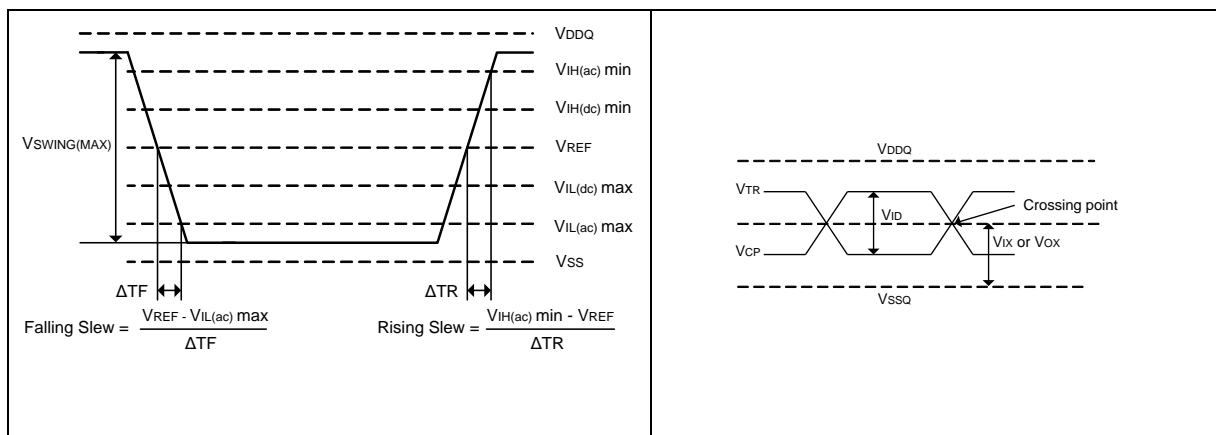 VDDQ
VIH(ac) min
VIH(dc) min
VSWING(MAX)
VREF
VIL(dc) max
VIL(ac) max
VSS
ΔTF
ΔTR
Falling Slew = VREF - VIL(ac) max
ΔTF
Rising Slew = VIH(ac) min - VREF
ΔTR
VDDQ
VTR
VID
Crossing point
VIX or VOX
VCP
VSSQ